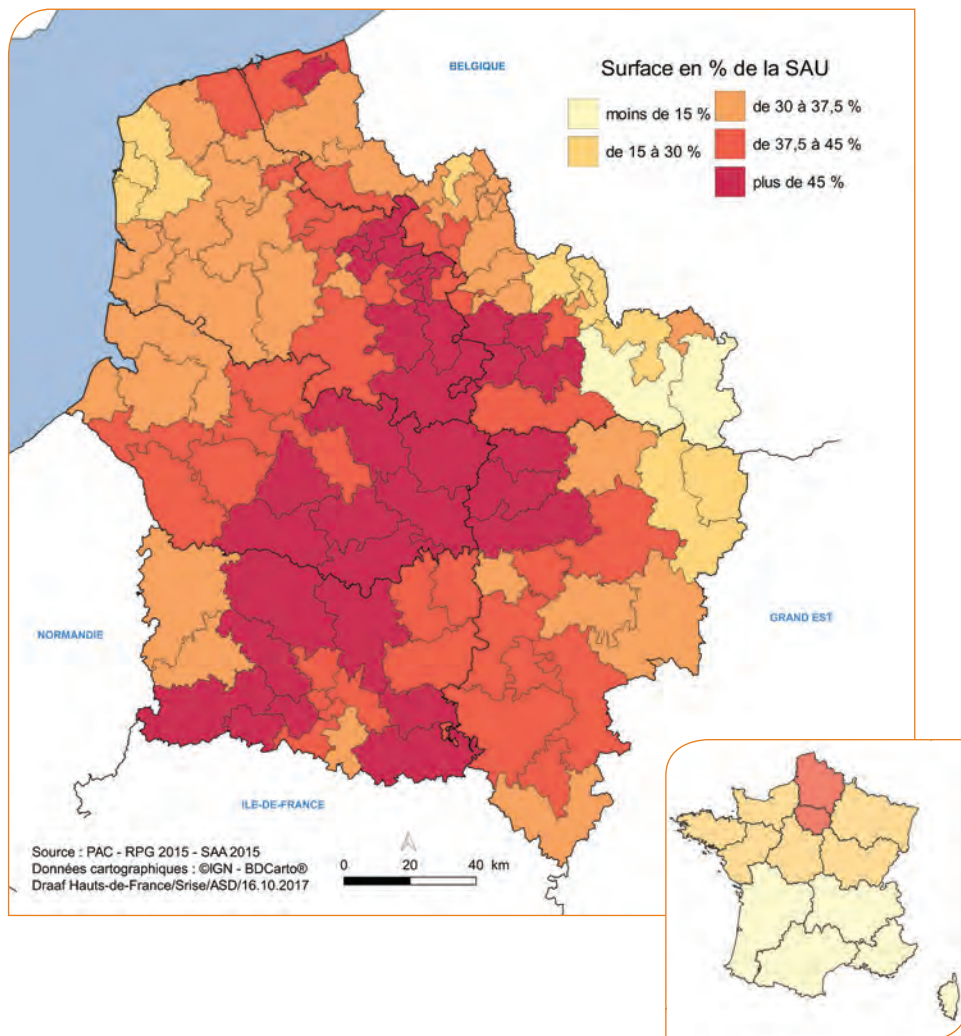 BELGIQUE
Surface en % de la SAU
moins de 15 %
de 15 à 30 %
de 30 à 37,5 %
de 37,5 à 45 %
plus de 45 %
NORMANDIE
GRAND EST
ILE-DE-FRANCE
Source : PAC - RPG 2015 - SAA 2015
Données cartographiques : ©IGN - BDCarto®
Draaf Hauts-de-France/Srise/ASD/16.10.2017
0 20 40 km